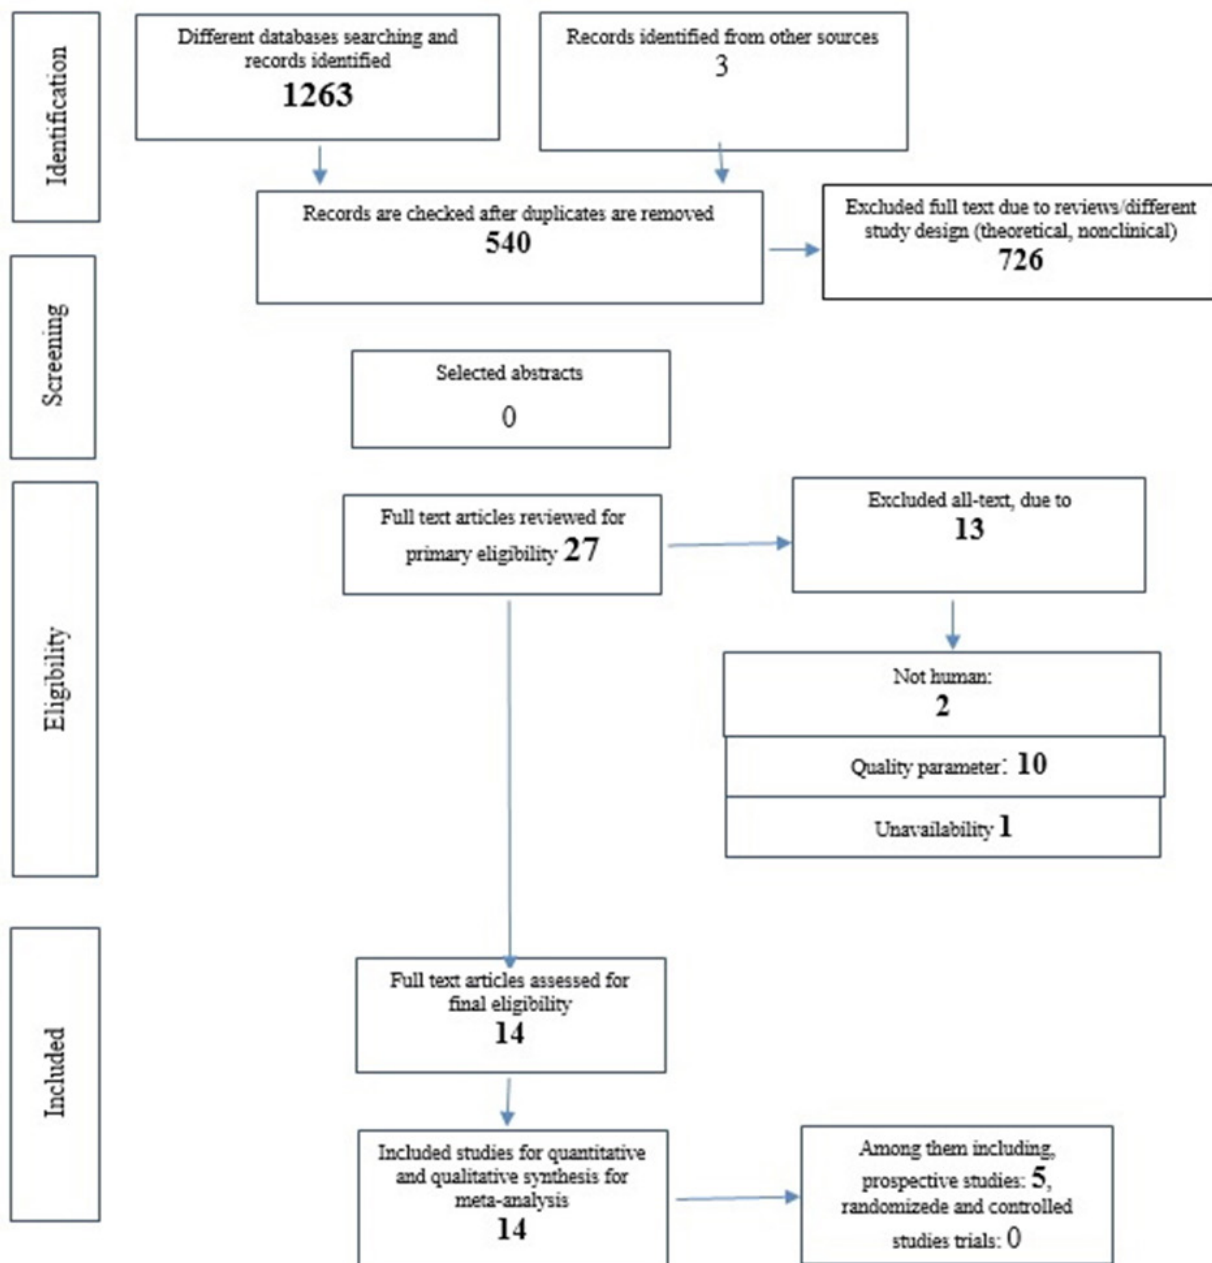 Identification
Different databases searching and
records identified
1263
Records identified from other sources
3
Records are checked after duplicates are removed
540
Excluded full text due to reviews/different
study design (theoretical, nonclinical)
726
Screening
Selected abstracts
0
Eligibility
Full text articles reviewed for
primary eligibility 27
Excluded all-text, due to
13
Not human:
2
Quality parameter: 10
Unavailability 1
Included
Full text articles assessed for
final eligibility
14
Included studies for quantitative
and qualitative synthesis for
meta-analysis
14
Among them including,
prospective studies: 5,
randomizede and controlled
studies trials: 0